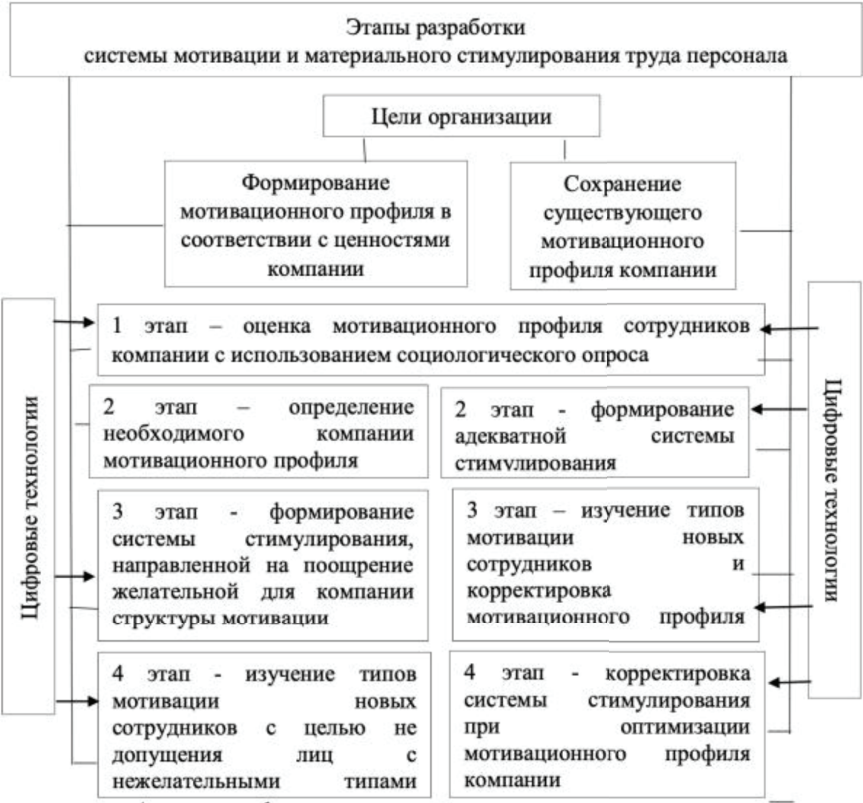 Этапы разработки
системы мотивации и материального стимулирования труда персонала
Цели организации
Формирование
мотивационного профиля в
соответствии с ценностями
компании
Сохранение
существующего
мотивационного
профиля компании
Цифровые технологии
1 этап – оценка мотивационного профиля сотрудников
компании с использованием социологического опроса
2 этап – определение
необходимого компании
мотивационного профиля
3 этап - формирование
системы стимулирования,
направленной на поощрение
желательной для компании
структуры мотивации
4 этап - изучение типов
мотивации новых
сотрудников с целью не
допущения лиц с
нежелательными типами
2 этап - формирование
адекватной системы
стимулирования
3 этап – изучение типов
мотивации новых
сотрудников и
корректировка
мотивационного профиля
4 этап - корректировка
системы стимулирования
при оптимизации
мотивационного профиля
компании
Цифровые технологии